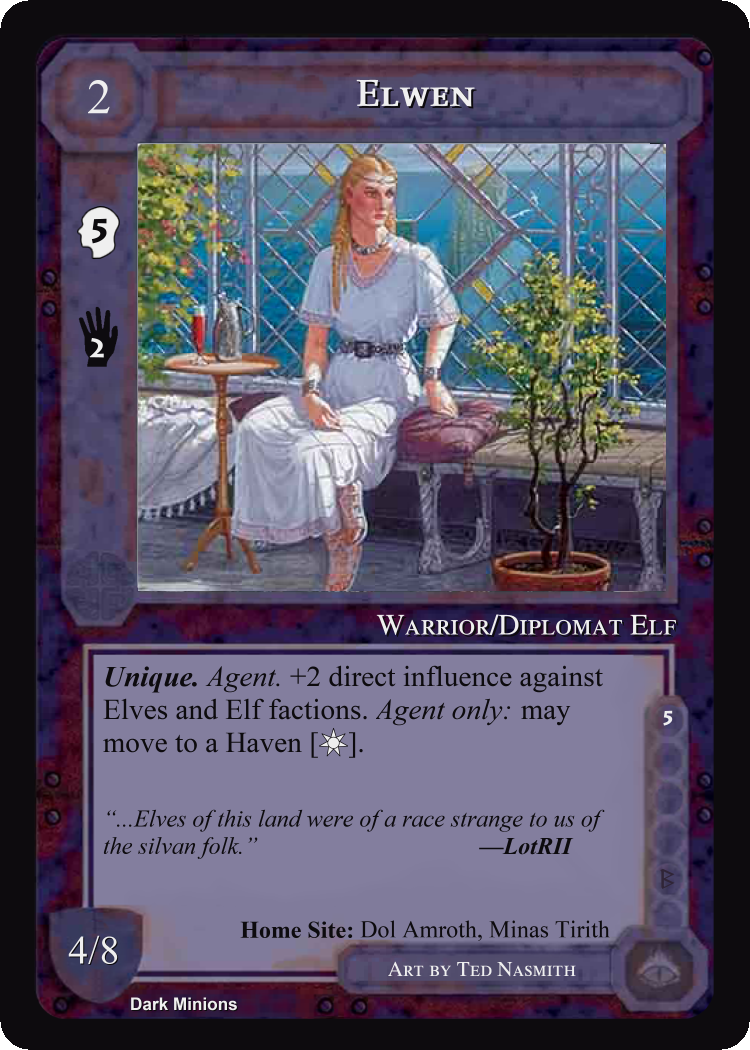 2
Elwen
5
2
Warrior/Diplomat Elf
Unique. Agent. +2 direct influence against
Elves and Elf factions. Agent only: may
move to a Haven [☼].
5
“...Elves of this land were of a race strange to us of
the silvan folk.” —LotRII
Home Site: Dol Amroth, Minas Tirith
4/8
Art by Ted Nasmith
Dark Minions